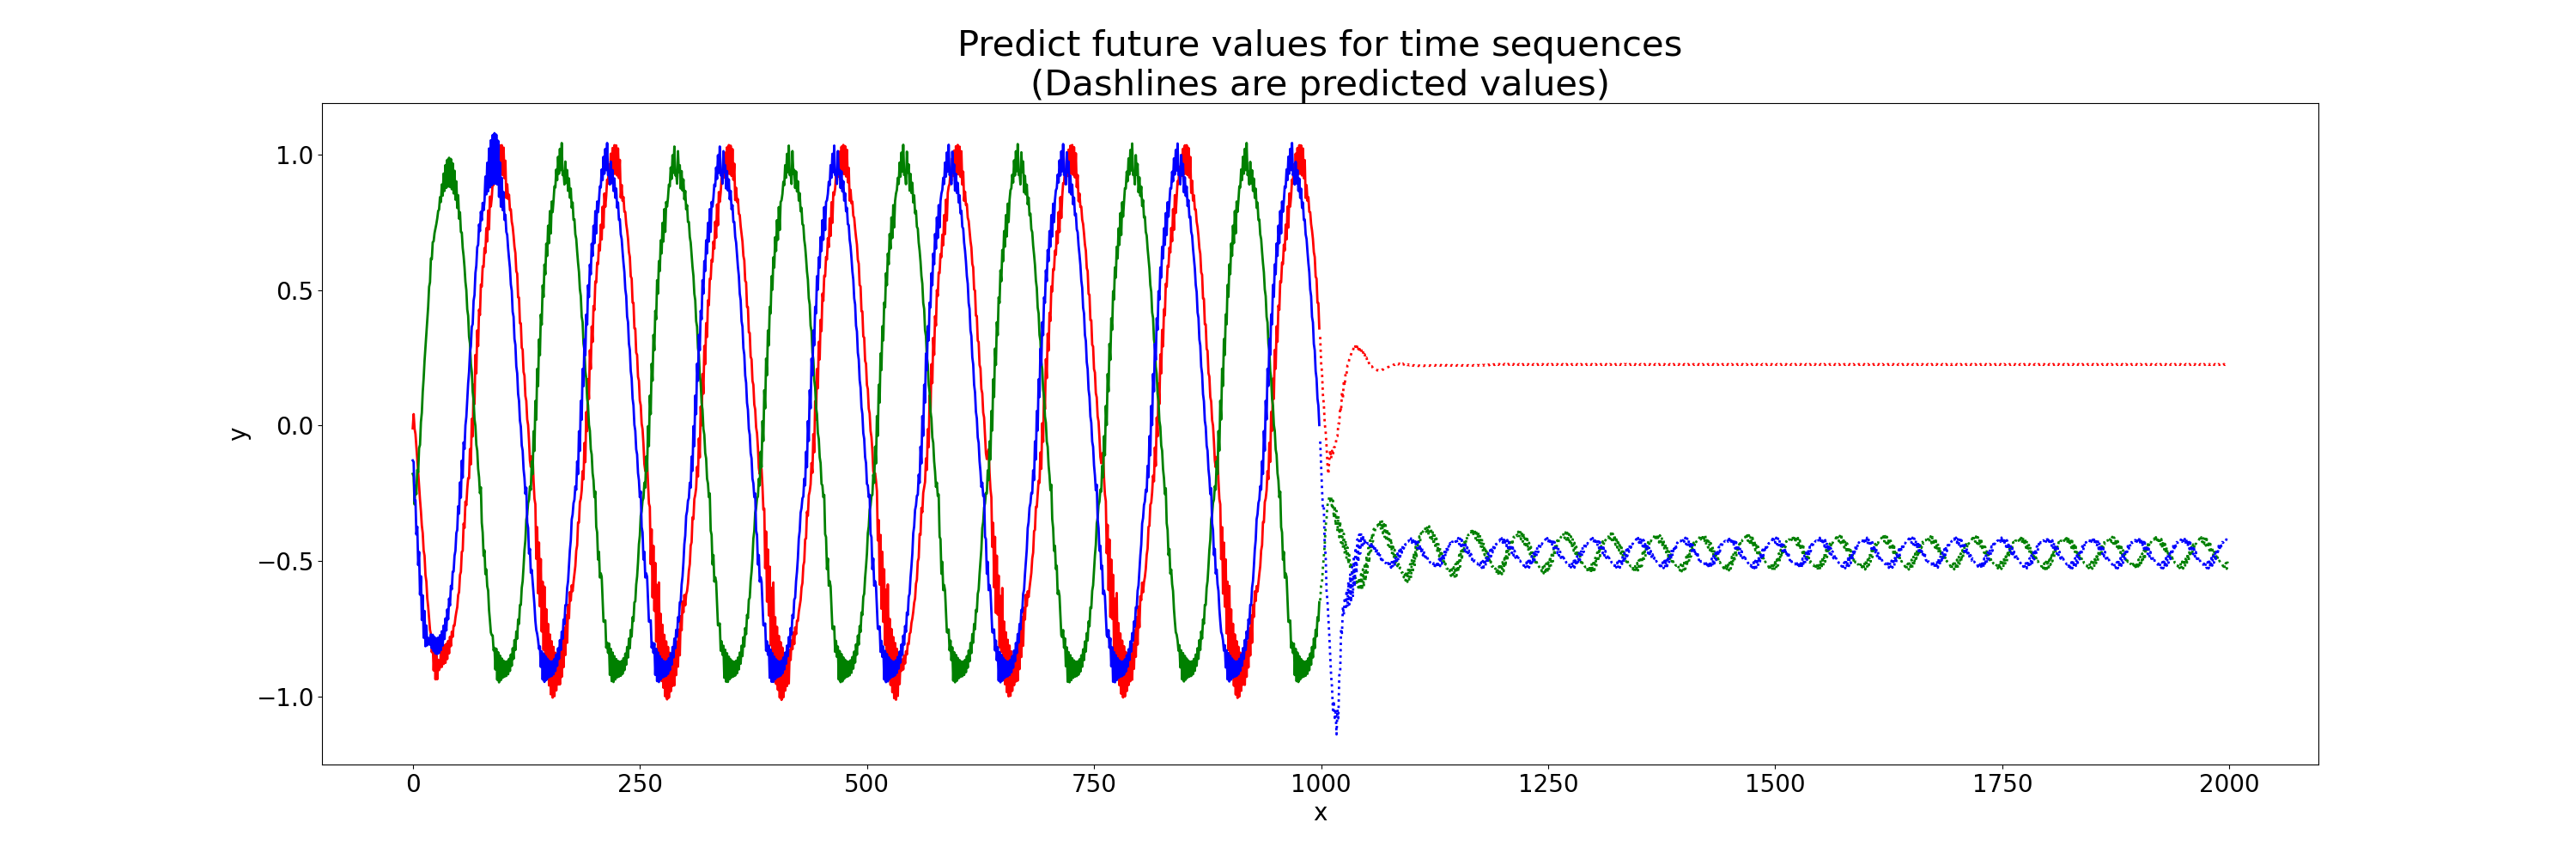 Predict future values for time sequences
(Dashlines are predicted values)
1.0
0.5
0.0
−0.5
−1.0
y
0 250 500 750 1000 1250 1500 1750 2000
x